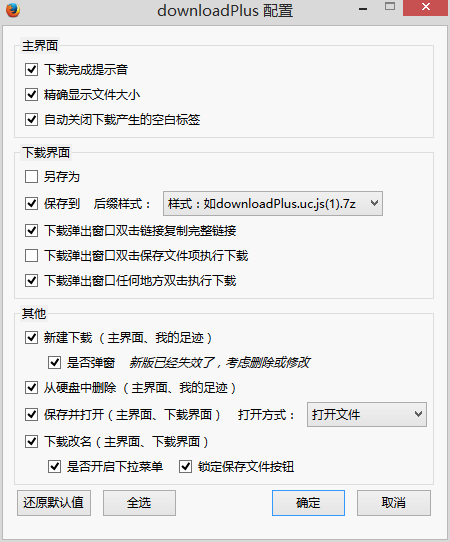 downloadPlus 配置
主界面
下载完成提示音
精确显示文件大小
自动关闭下载产生的空白标签
下载界面
另存为
保存到 后缀样式： 样式：如downloadPlus.uc.js(1).7z
下载弹出窗口双击链接复制完整链接
下载弹出窗口双击保存文件项执行下载
下载弹出窗口任何地方双击执行下载
其他
新建下载（主界面、我的足迹）
是否弹窗 新版已经失效了，考虑删除或修改
从硬盘中删除（主界面、我的足迹）
保存并打开（主界面、下载界面） 打开方式： 打开文件
下载改名（主界面、下载界面）
是否开启下拉菜单 锁定保存文件按钮
还原默认值 全选 确定 取消